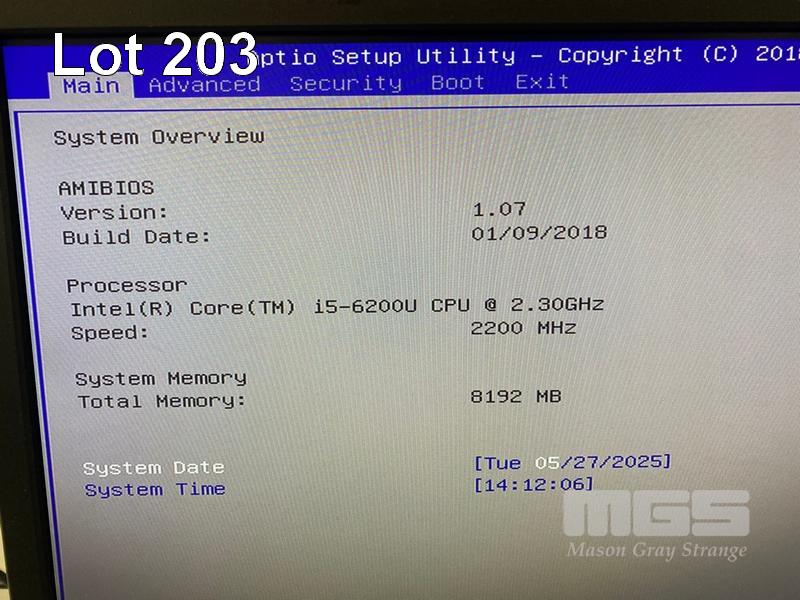 Lot 203
Aptio Setup Utility – Copyright (C) 2018
Main Advanced Security Boot Exit
System Overview
AMIBIOS
Version: 1.07
Build Date: 01/09/2018
Processor
Intel(R) Core(TM) i5-6200U CPU @ 2.30GHz
Speed: 2200 MHz
System Memory
Total Memory: 8192 MB
System Date [Tue 05/27/2025]
System Time [14:12:06]
MGS
Mason Gray Strange